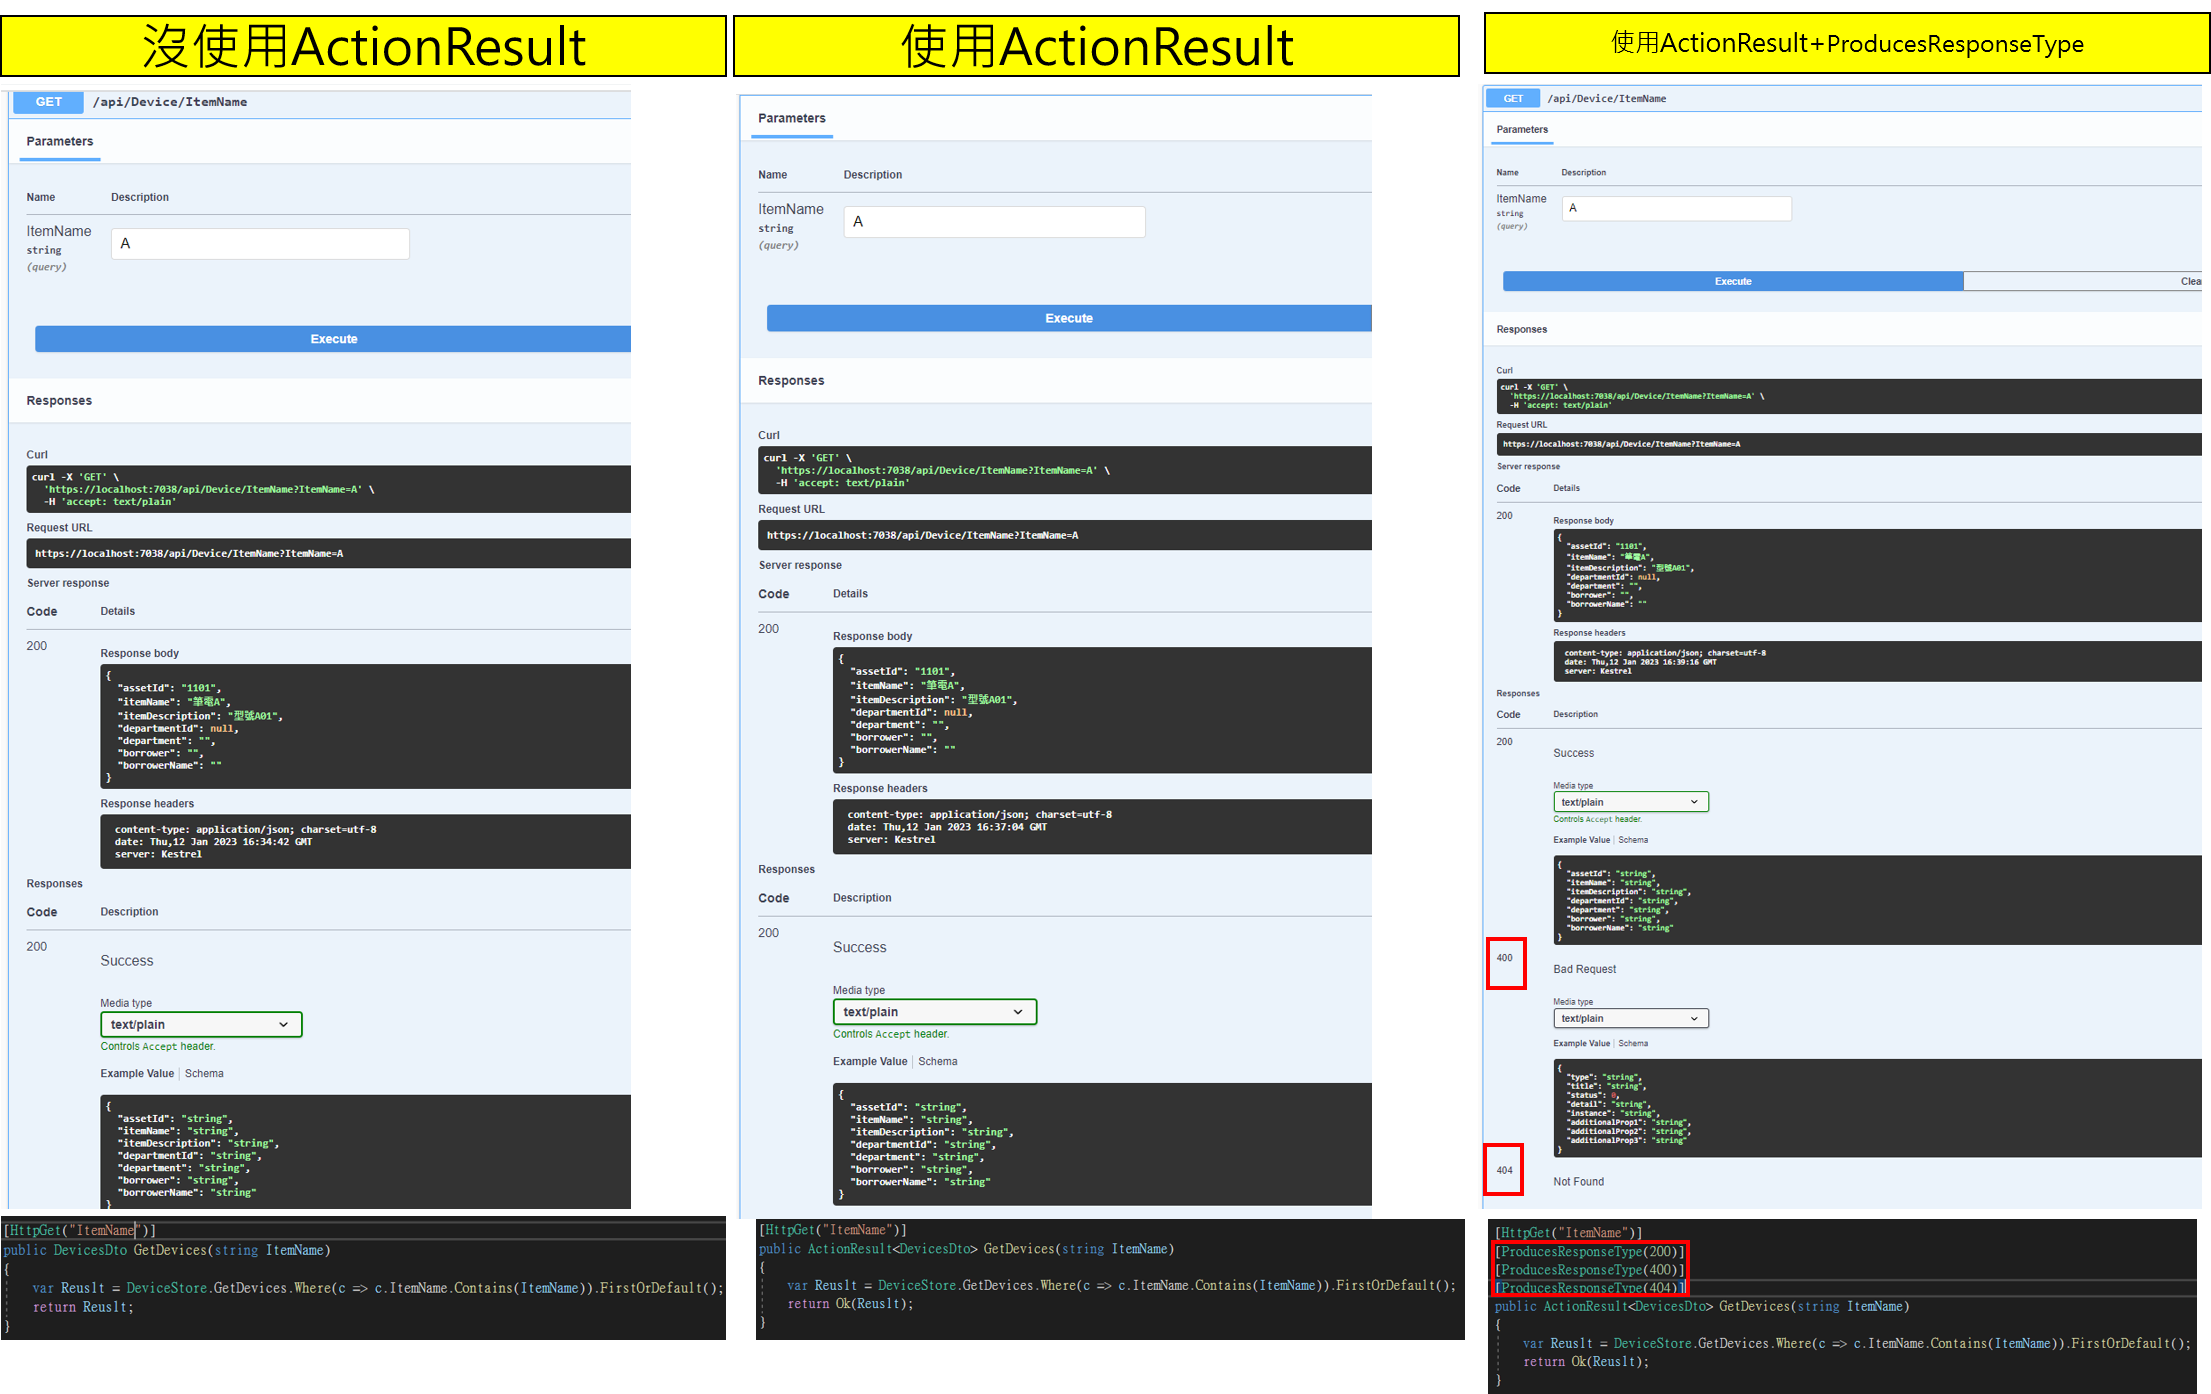 沒使用ActionResult
GET /api/Device/ItemName
Parameters
Name Description
ItemName
string
(query)
A
Execute
Responses
Curl
curl -X 'GET' \
'https://localhost:7038/api/Device/ItemName?ItemName=A' \
-H 'accept: text/plain'
Request URL
https://localhost:7038/api/Device/ItemName?ItemName=A
Server response
Code Details
200
Response body
{
"assetId": "1101",
"itemName": "筆電A",
"itemDescription": "型號A01",
"departmentId": null,
"department": "",
"borrower": "",
"borrowerName": ""
}
Response headers
content-type: application/json; charset=utf-8
date: Thu,12 Jan 2023 16:34:42 GMT
server: Kestrel
Responses
Code Description
200
Success
Media type
text/plain
Controls Accept header.
Example Value Schema
{
"assetId": "string",
"itemName": "string",
"itemDescription": "string",
"departmentId": "string",
"department": "string",
"borrower": "string",
"borrowerName": "string"
}
[HttpGet("ItemName")]
public DevicesDto GetDevices(string ItemName)
{
var Reuslt = DeviceStore.GetDevices.Where(c => c.ItemName.Contains(ItemName)).FirstOrDefault();
return Reuslt;
}
使用ActionResult
Parameters
Name Description
ItemName
string
(query)
A
Execute
Responses
Curl
curl -X 'GET' \
'https://localhost:7038/api/Device/ItemName?ItemName=A' \
-H 'accept: text/plain'
Request URL
https://localhost:7038/api/Device/ItemName?ItemName=A
Server response
Code Details
200
Response body
{
"assetId": "1101",
"itemName": "筆電A",
"itemDescription": "型號A01",
"departmentId": null,
"department": "",
"borrower": "",
"borrowerName": ""
}
Response headers
content-type: application/json; charset=utf-8
date: Thu,12 Jan 2023 16:37:04 GMT
server: Kestrel
Responses
Code Description
200
Success
Media type
text/plain
Controls Accept header.
Example Value Schema
{
"assetId": "string",
"itemName": "string",
"itemDescription": "string",
"departmentId": "string",
"department": "string",
"borrower": "string",
"borrowerName": "string"
}
[HttpGet("ItemName")]
public ActionResult<DevicesDto> GetDevices(string ItemName)
{
var Reuslt = DeviceStore.GetDevices.Where(c => c.ItemName.Contains(ItemName)).FirstOrDefault();
return Ok(Reuslt);
}
使用ActionResult+ProducesResponseType
GET /api/Device/ItemName
Parameters
Name Description
ItemName
string
(query)
A
Execute Clea
Responses
Curl
curl -X 'GET' \
'https://localhost:7038/api/Device/ItemName?ItemName=A' \
-H 'accept: text/plain'
Request URL
https://localhost:7038/api/Device/ItemName?ItemName=A
Server response
Code Details
200
Response body
{
"assetId": "1101",
"itemName": "筆電A",
"itemDescription": "型號A01",
"departmentId": null,
"department": "",
"borrower": "",
"borrowerName": ""
}
Response headers
content-type: application/json; charset=utf-8
date: Thu,12 Jan 2023 16:39:16 GMT
server: Kestrel
Responses
Code Description
200
Success
Media type
text/plain
Controls Accept header.
Example Value Schema
{
"assetId": "string",
"itemName": "string",
"itemDescription": "string",
"departmentId": "string",
"department": "string",
"borrower": "string",
"borrowerName": "string"
}
400
Bad Request
Media type
text/plain
Example Value Schema
{
"type": "string",
"title": "string",
"status": 0,
"detail": "string",
"instance": "string",
"additionalProp1": "string",
"additionalProp2": "string",
"additionalProp3": "string"
}
404
Not Found
[HttpGet("ItemName")]
[ProducesResponseType(200)]
[ProducesResponseType(400)]
[ProducesResponseType(404)]
public ActionResult<DevicesDto> GetDevices(string ItemName)
{
var Reuslt = DeviceStore.GetDevices.Where(c => c.ItemName.Contains(ItemName)).FirstOrDefault();
return Ok(Reuslt);
}